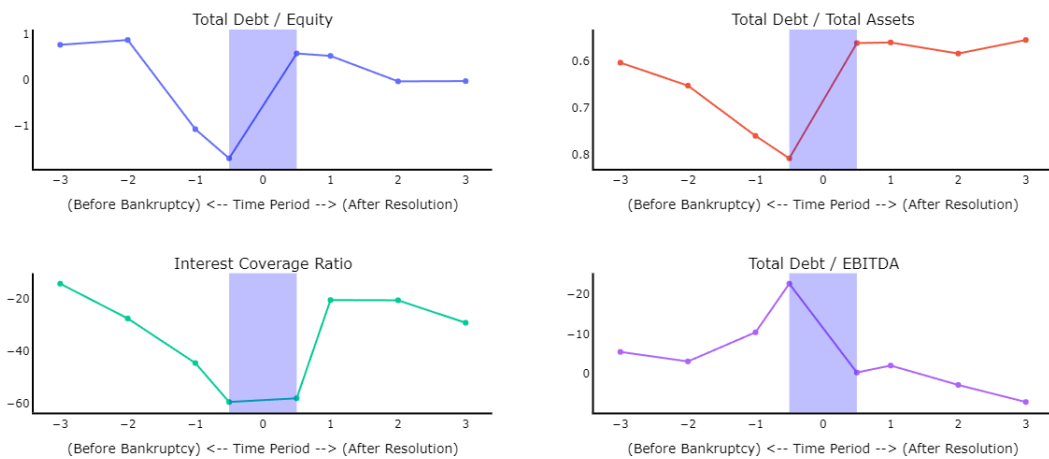 Total Debt / Equity
1
0
−1
−3 −2 −1 0 1 2 3
(Before Bankruptcy) <-- Time Period --> (After Resolution)
Total Debt / Total Assets
0.6
0.7
0.8
−3 −2 −1 0 1 2 3
(Before Bankruptcy) <-- Time Period --> (After Resolution)
Interest Coverage Ratio
−20
−40
−60
−3 −2 −1 0 1 2 3
(Before Bankruptcy) <-- Time Period --> (After Resolution)
Total Debt / EBITDA
−20
−10
0
−3 −2 −1 0 1 2 3
(Before Bankruptcy) <-- Time Period --> (After Resolution)